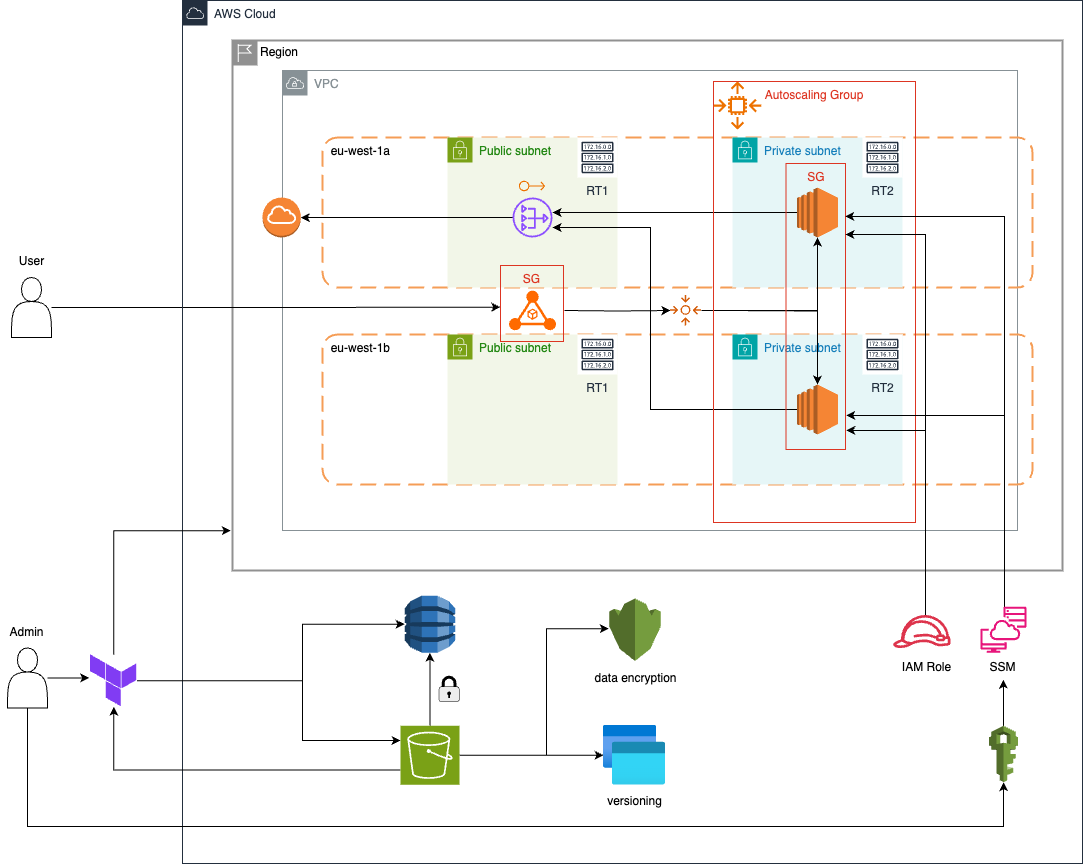 AWS Cloud
Region
VPC
Autoscaling Group
eu-west-1a
Public subnet
172.16.0.0
172.16.1.0
172.16.2.0
RT1
Private subnet
172.16.0.0
172.16.1.0
172.16.2.0
RT2
SG
User
SG
eu-west-1b
Public subnet
172.16.0.0
172.16.1.0
172.16.2.0
RT1
Private subnet
172.16.0.0
172.16.1.0
172.16.2.0
RT2
Admin
data encryption
IAM Role
SSM
versioning